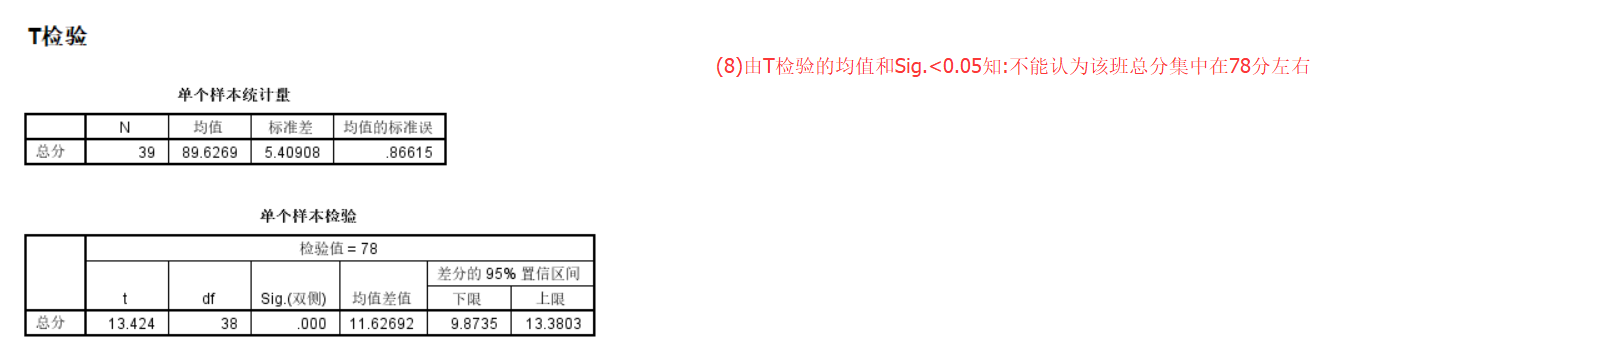 T检验
(8)由T检验的均值和Sig.<0.05知:不能认为该班总分集中在78分左右
单个样本统计量
N 均值 标准差 均值的标准误
总分 39 89.6269 5.40908 .86615
单个样本检验
检验值 = 78
差分的 95% 置信区间
t df Sig.(双侧) 均值差值 下限 上限
总分 13.424 38 .000 11.62692 9.8735 13.3803